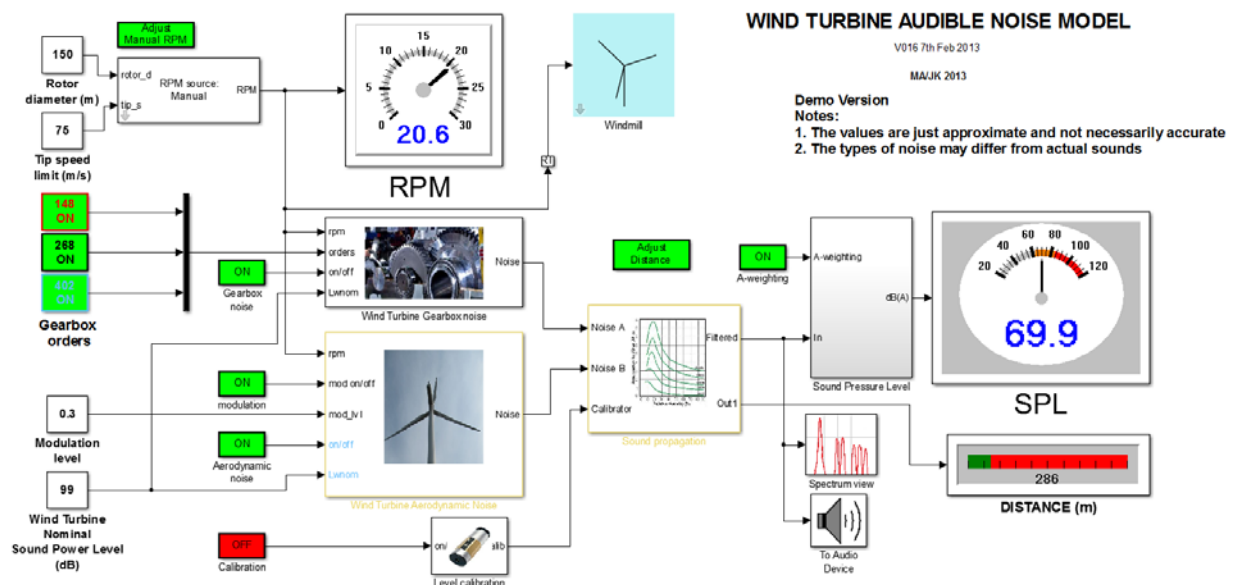 WIND TURBINE AUDIBLE NOISE MODEL
V016 7th Feb 2013
MA/JK 2013
Demo Version
Notes:
1. The values are just approximate and not necessarily accurate
2. The types of noise may differ from actual sounds
Adjust
Manual RPM
150
Rotor
diameter (m)
75
Tip speed
limit (m/s)
rotor_d
tip_s
RPM source:
Manual
RPM
0
5
10
15
20
25
30
20.6
RPM
Windmill
RT
148
ON
268
ON
402
ON
Gearbox
orders
ON
Gearbox
noise
rpm
orders
on/off
Lwnom
Noise
Wind Turbine Gearbox noise
ON
modulation
0.3
Modulation
level
ON
Aerodynamic
noise
99
Wind Turbine
Nominal
Sound Power Level
(dB)
rpm
mod on/off
mod_lvl
on/off
Lwnom
Noise
Wind Turbine Aerodynamic Noise
OFF
Calibration
on/
alib
Level calibration
Adjust
Distance
Noise A
Noise B
Calibrator
Filtered
Out1
Sound propagation
ON
A-weighting
A-weighting
In
dB(A)
Sound Pressure Level
20
40
60
80
100
120
69.9
SPL
Spectrum view
To Audio
Device
286
DISTANCE (m)